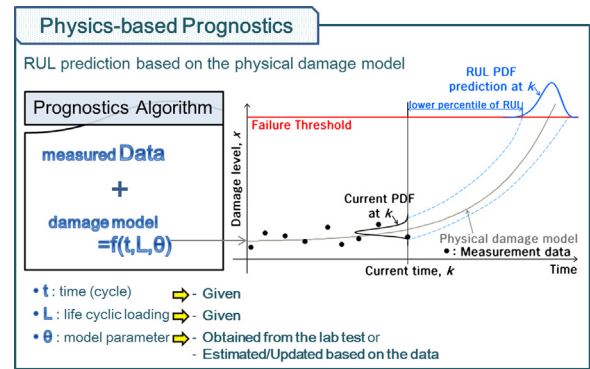 Physics-based Prognostics
RUL prediction based on the physical damage model
Prognostics Algorithm
measured Data
+
damage model
=f(t,L,θ)
RUL PDF
prediction at k
lower percentile of RUL
Failure Threshold
Damage level, x
Current PDF
at k
Physical damage model
● : Measurement data
Current time, k
Time
• t : time (cycle) - Given
• L : life cyclic loading - Given
• θ : model parameter - Obtained from the lab test or
- Estimated/Updated based on the data